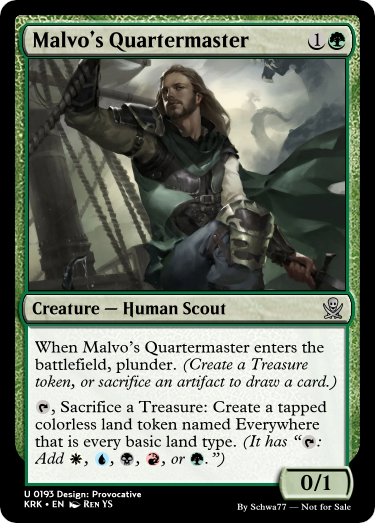 Malvo's Quartermaster 1
Creature — Human Scout
When Malvo's Quartermaster enters the
battlefield, plunder. (Create a Treasure
token, or sacrifice an artifact to draw a card.)
, Sacrifice a Treasure: Create a tapped
colorless land token named Everywhere
that is every basic land type. (It has “:
Add , , , , or .”)
0/1
U 0193 Design: Provocative
KRK • EN Ren YS
By Schwa77 — Not for Sale